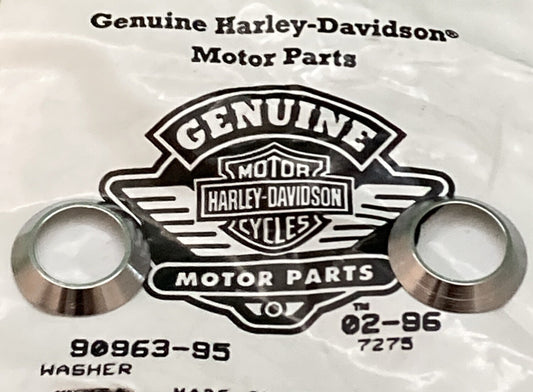 Genuine Harley-Davidson®
Motor Parts
GENUINE
MOTOR
HARLEY-DAVIDSON
CYCLES
MOTOR PARTS
™
90963-95
02-96
WASHER
7275